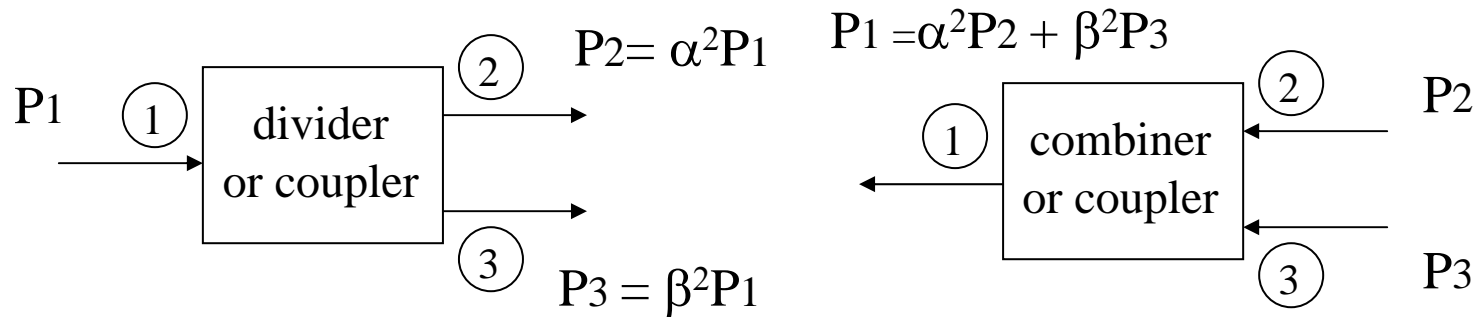 P1
1
divider
or coupler
2
P2= α²P1
3
P3 = β²P1
P1 =α²P2 + β²P3
1
combiner
or coupler
2
P2
3
P3